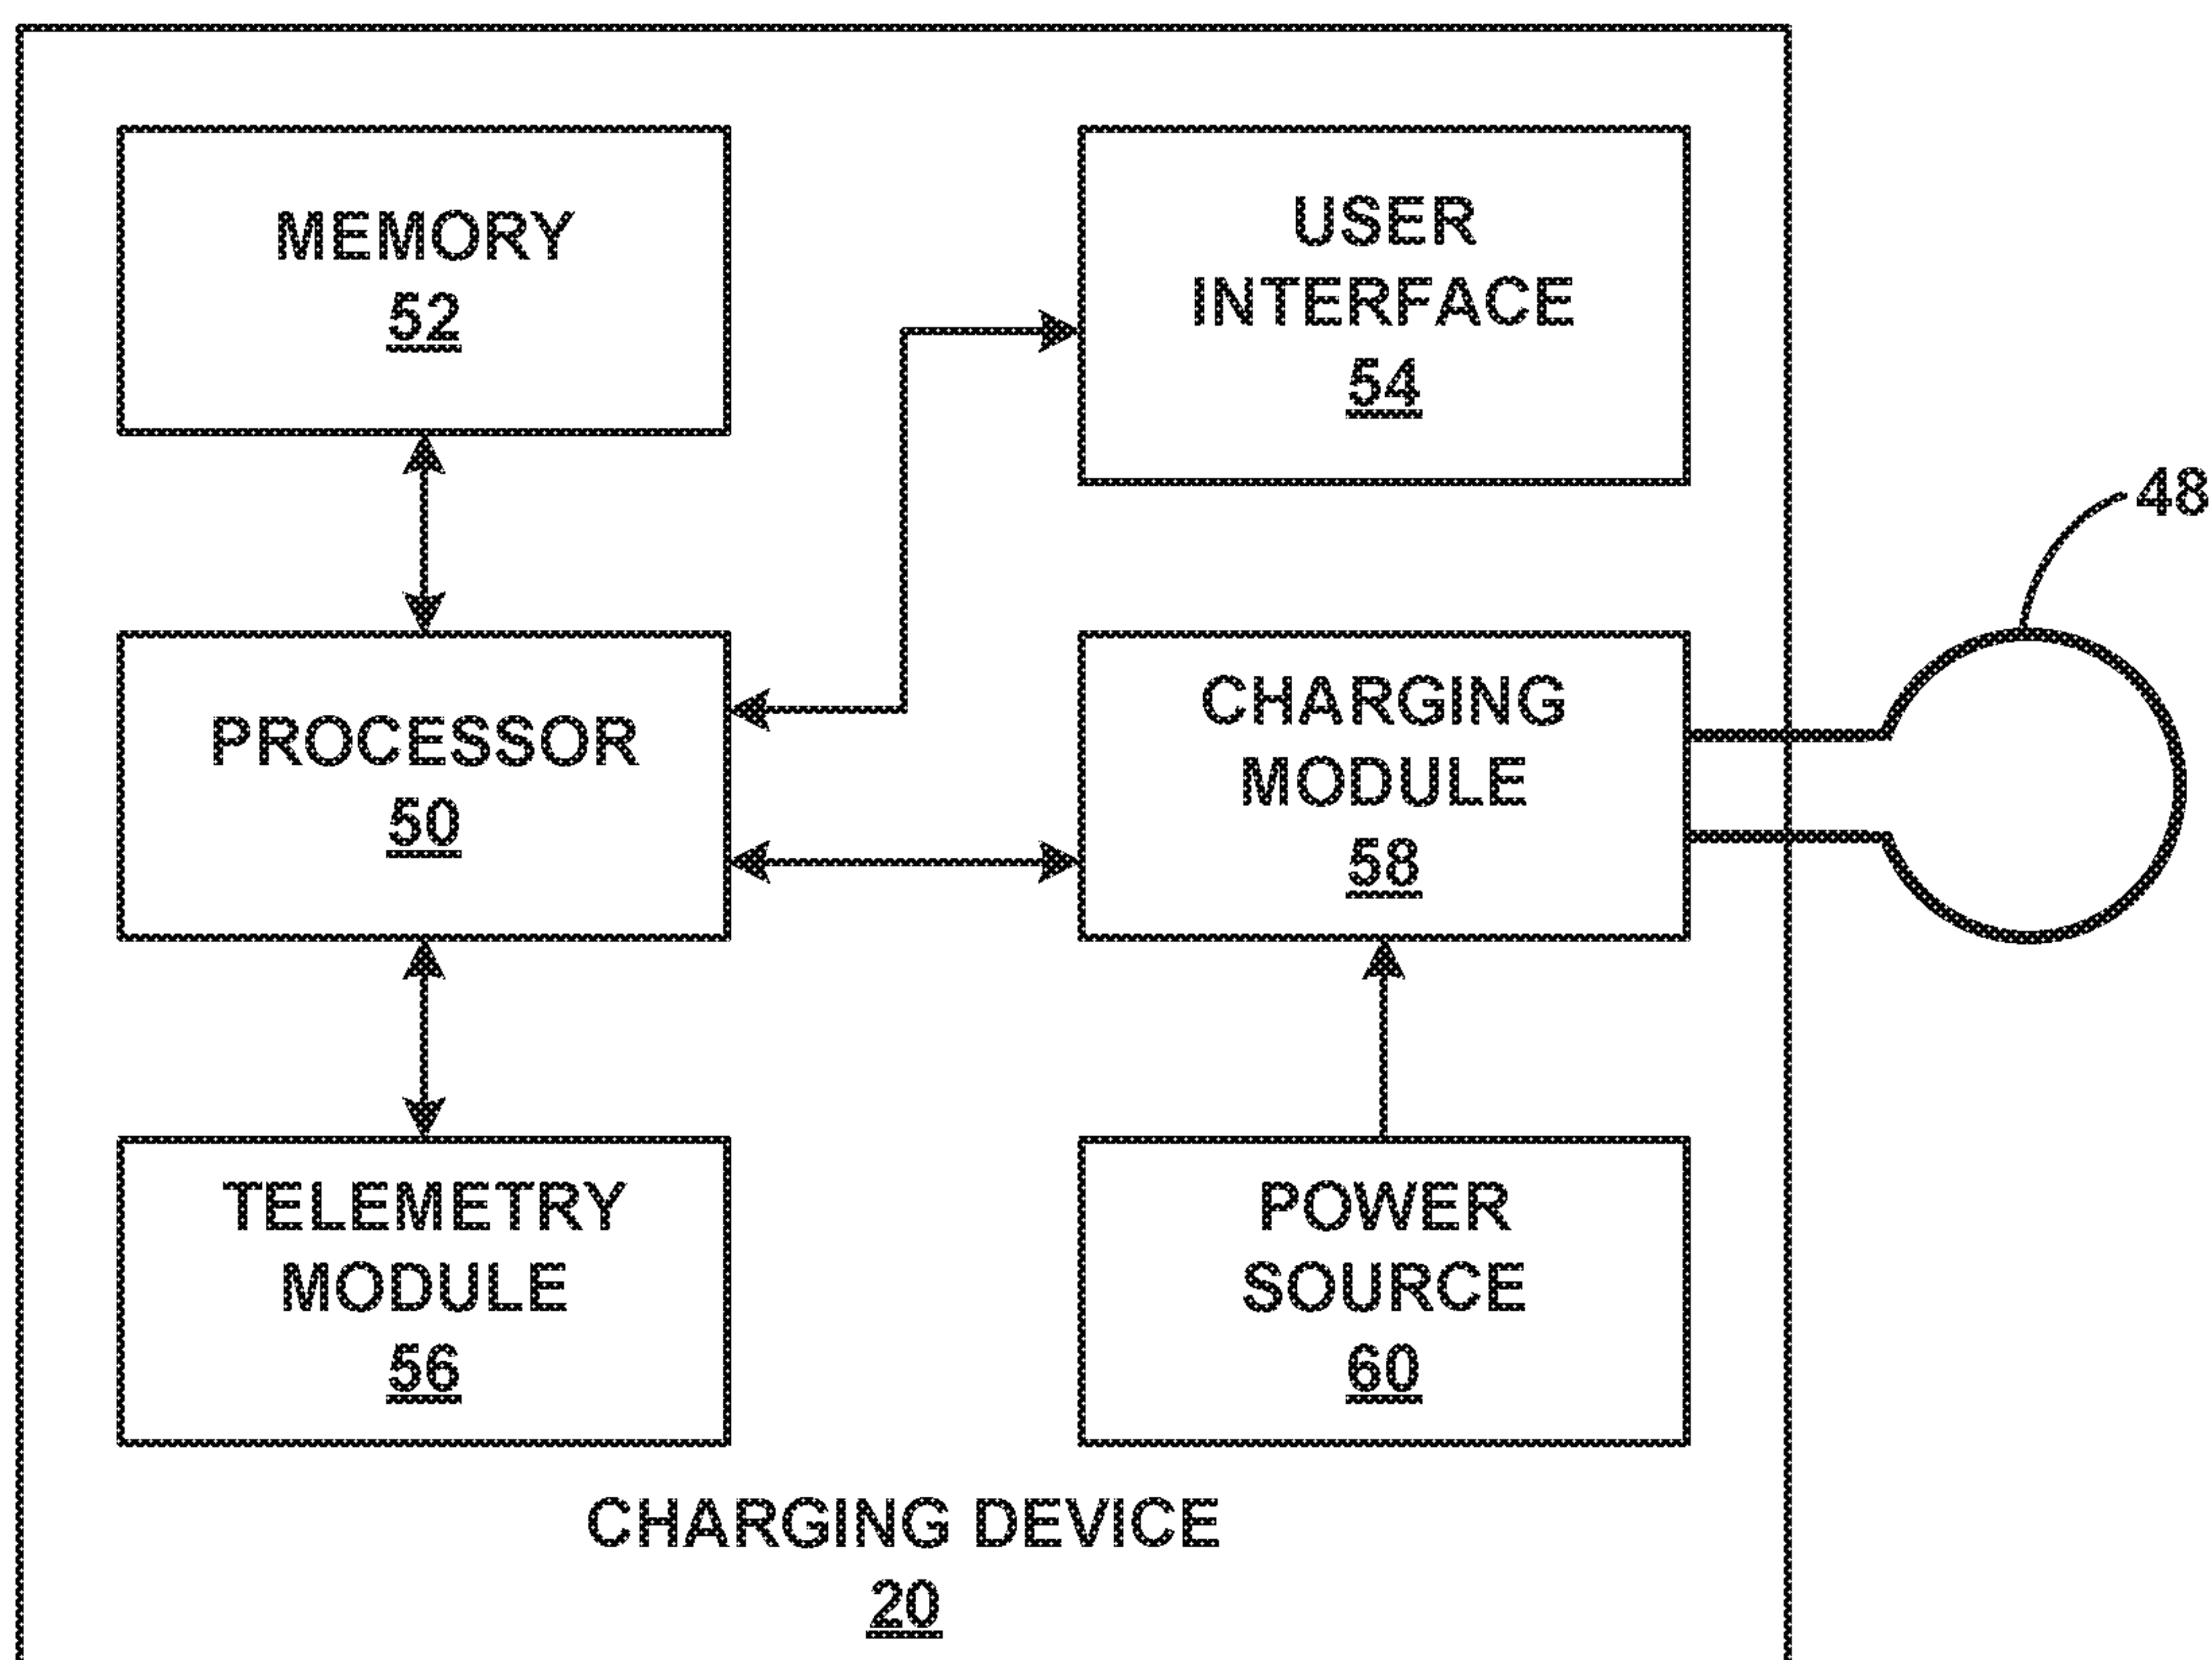 MEMORY
52
USER
INTERFACE
54
48
PROCESSOR
50
CHARGING
MODULE
58
TELEMETRY
MODULE
56
POWER
SOURCE
60
CHARGING DEVICE
20